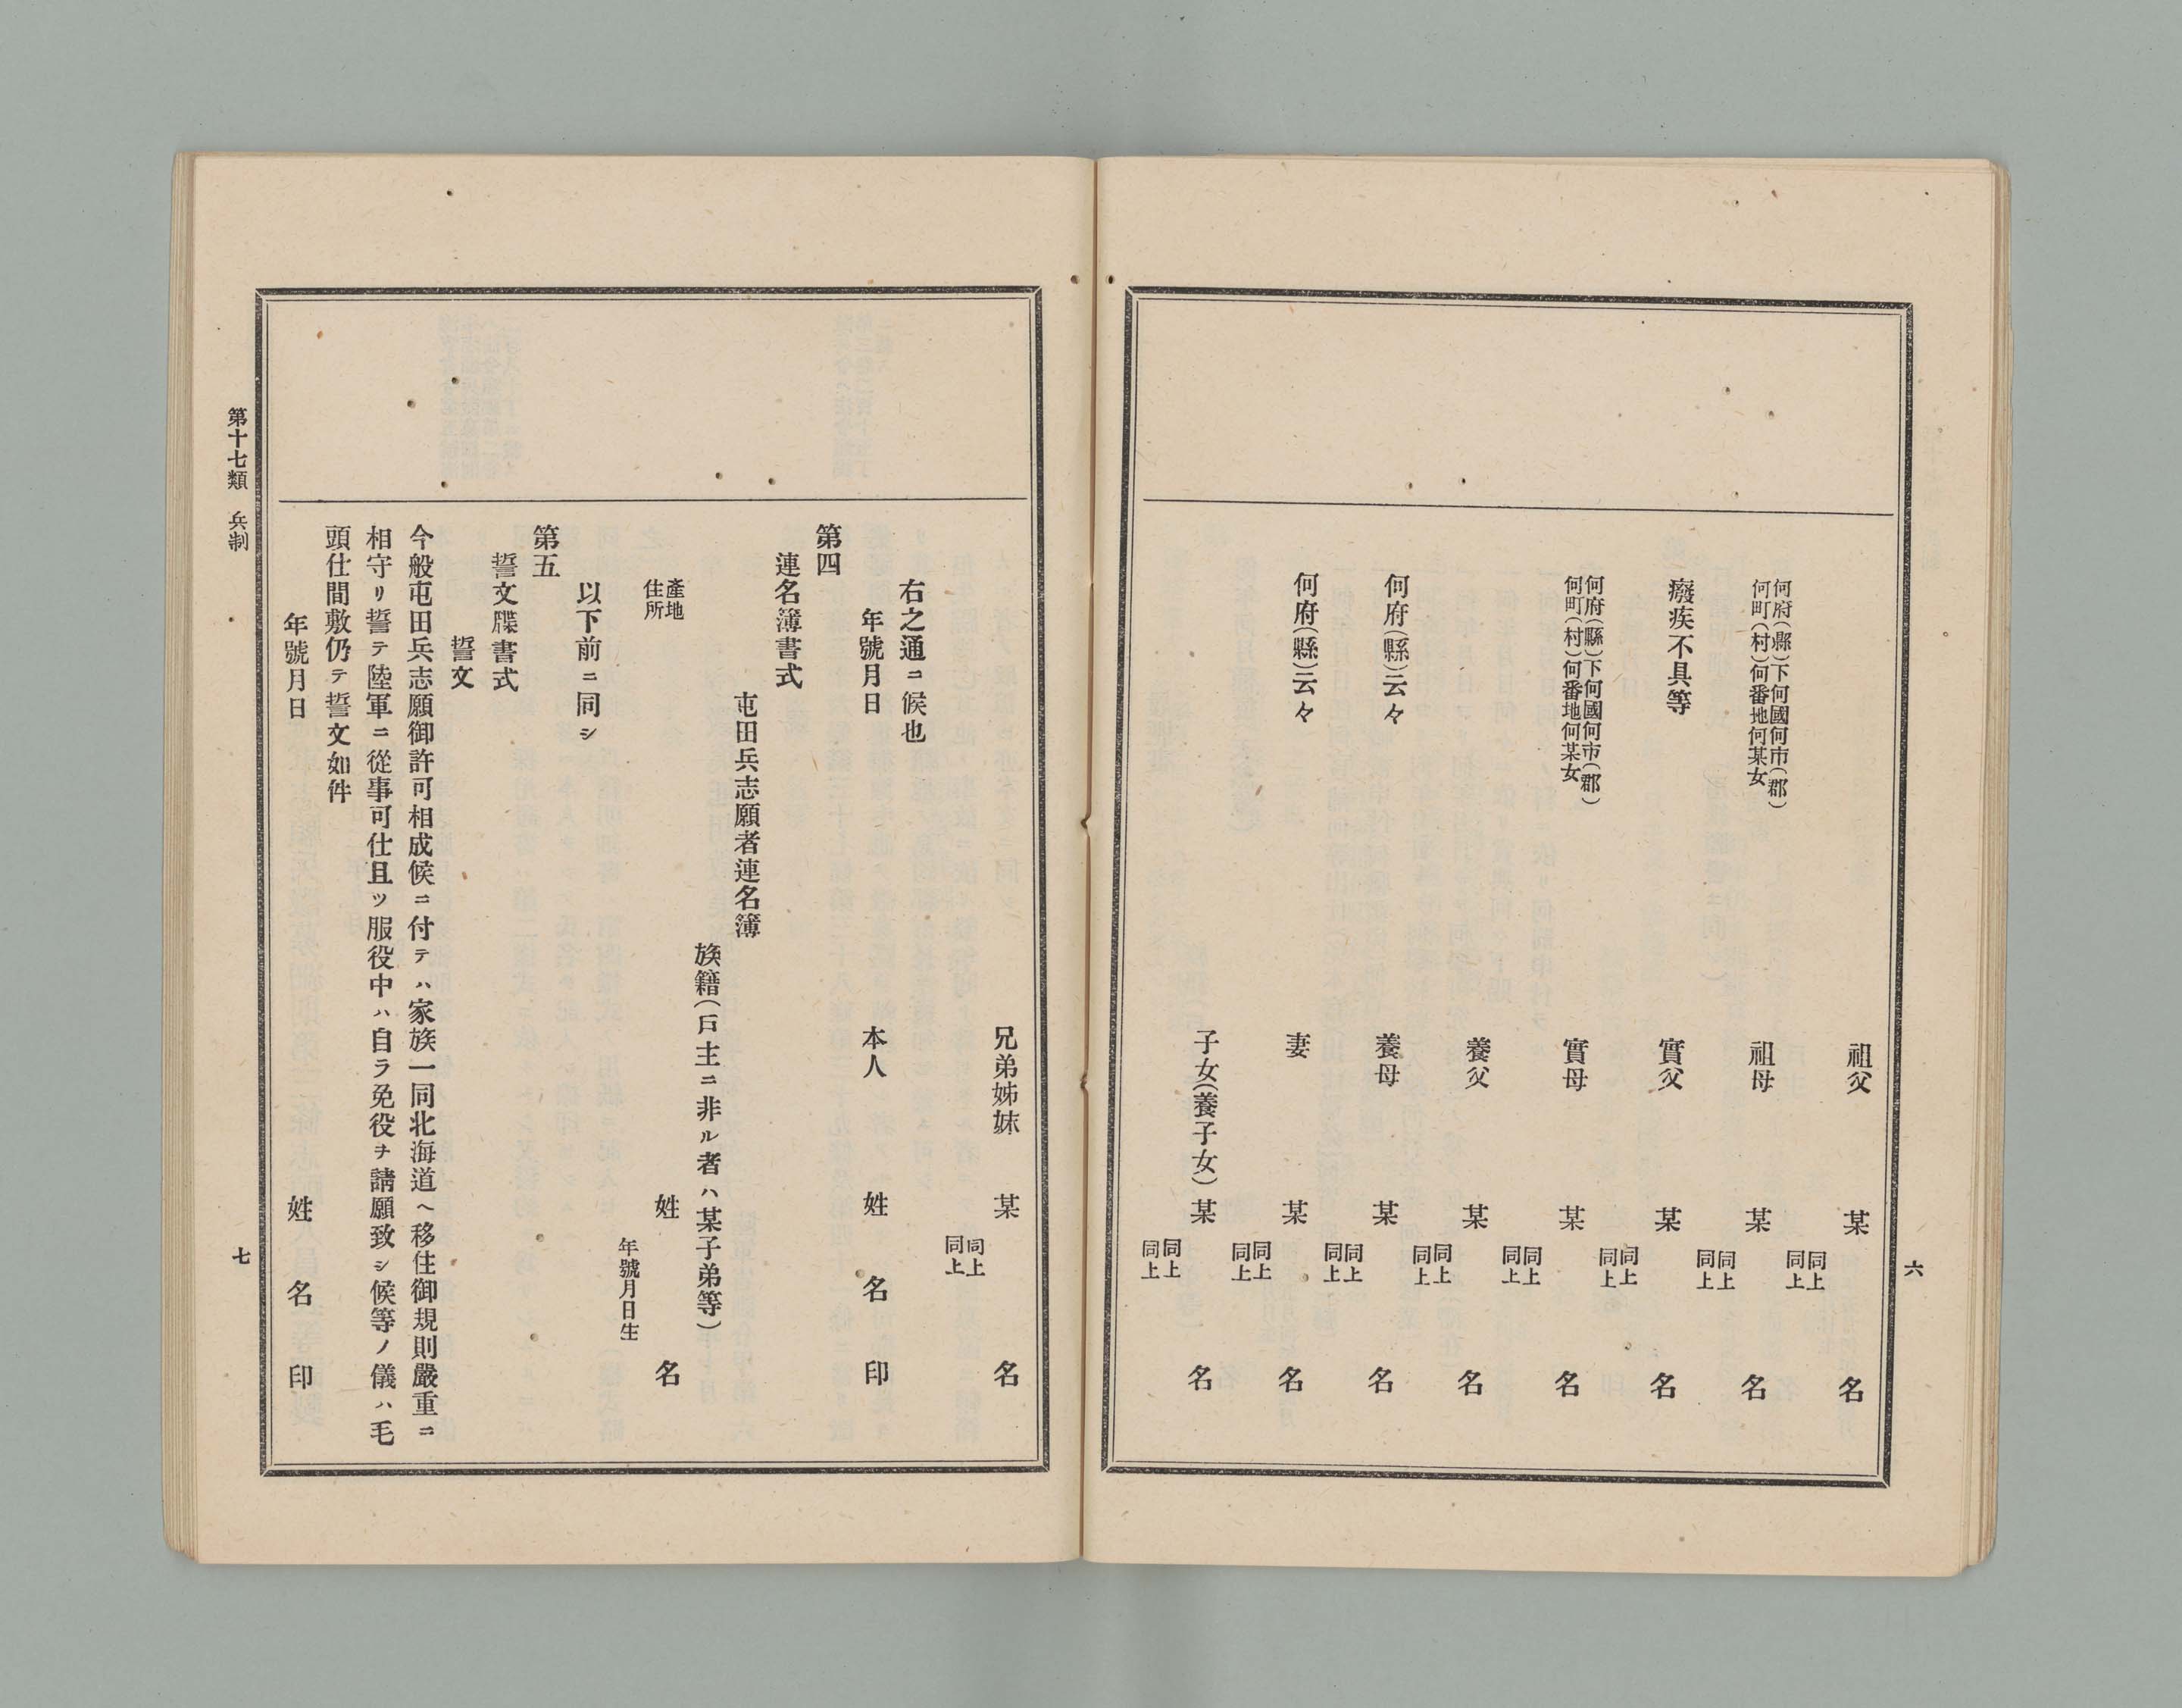 祖父 某 名
同上
同上
何府(縣)下何國何市(郡)
何町(村)何番地何某女
祖母 某 名
同上
同上
癈疾不具等
實父 某 名
同上
同上
何府(縣)下何國何市(郡)
何町(村)何番地何某女
實母 某 名
同上
同上
養父 某 名
同上
同上
何府(縣)云々
養母 某 名
同上
同上
何府(縣)云々
妻 某 名
同上
同上
子女(養子女)某 名
同上
同上
六
兄弟姊妹 某 名
同上
同上
右之通ニ候也
年號月日
本人 姓 名 印
第四
連名簿書式
屯田兵志願者連名簿
族籍(戶主ニ非ル者ハ某子弟等)
產地
住所
姓 名
年號月日生
以下前ニ同シ
第五
誓文牒書式
誓文
今般屯田兵志願御許可相成候ニ付テハ家族一同北海道ヘ移住御規則嚴重ニ
相守リ誓テ陸軍ニ從事可仕且ツ服役中ハ自ラ免役ヲ請願致シ候等ノ儀ハ毛
頭仕間敷仍テ誓文如件
年號月日
姓 名 印
第十七類 兵制
七